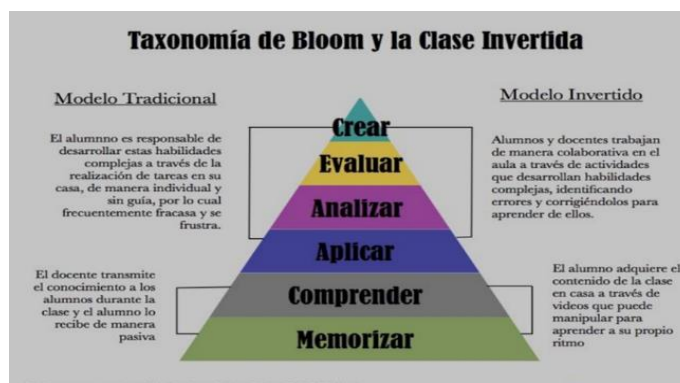 Taxonomía de Bloom y la Clase Invertida
Modelo Tradicional
El alumnno es responsable de
desarrollar estas habilidades
complejas a través de la
realización de tareas en su
casa, de manera individual y
sin guía, por lo cual
frecuentemente fracasa y se
frustra.
El docente transmite
el conocimiento a los
alumnos durante la
clase y el alumno lo
recibe de manera
pasiva
Crear
Evaluar
Analizar
Aplicar
Comprender
Memorizar
Modelo Invertido
Alumnos y docentes trabajan
de manera colaborativa en el
aula a través de actividades
que desarrollan habilidades
complejas, identificando
errores y corrigiéndolos para
aprender de ellos.
El alumno adquiere el
contenido de la clase
en casa a través de
videos que puede
manipular para
aprender a su propio
ritmo